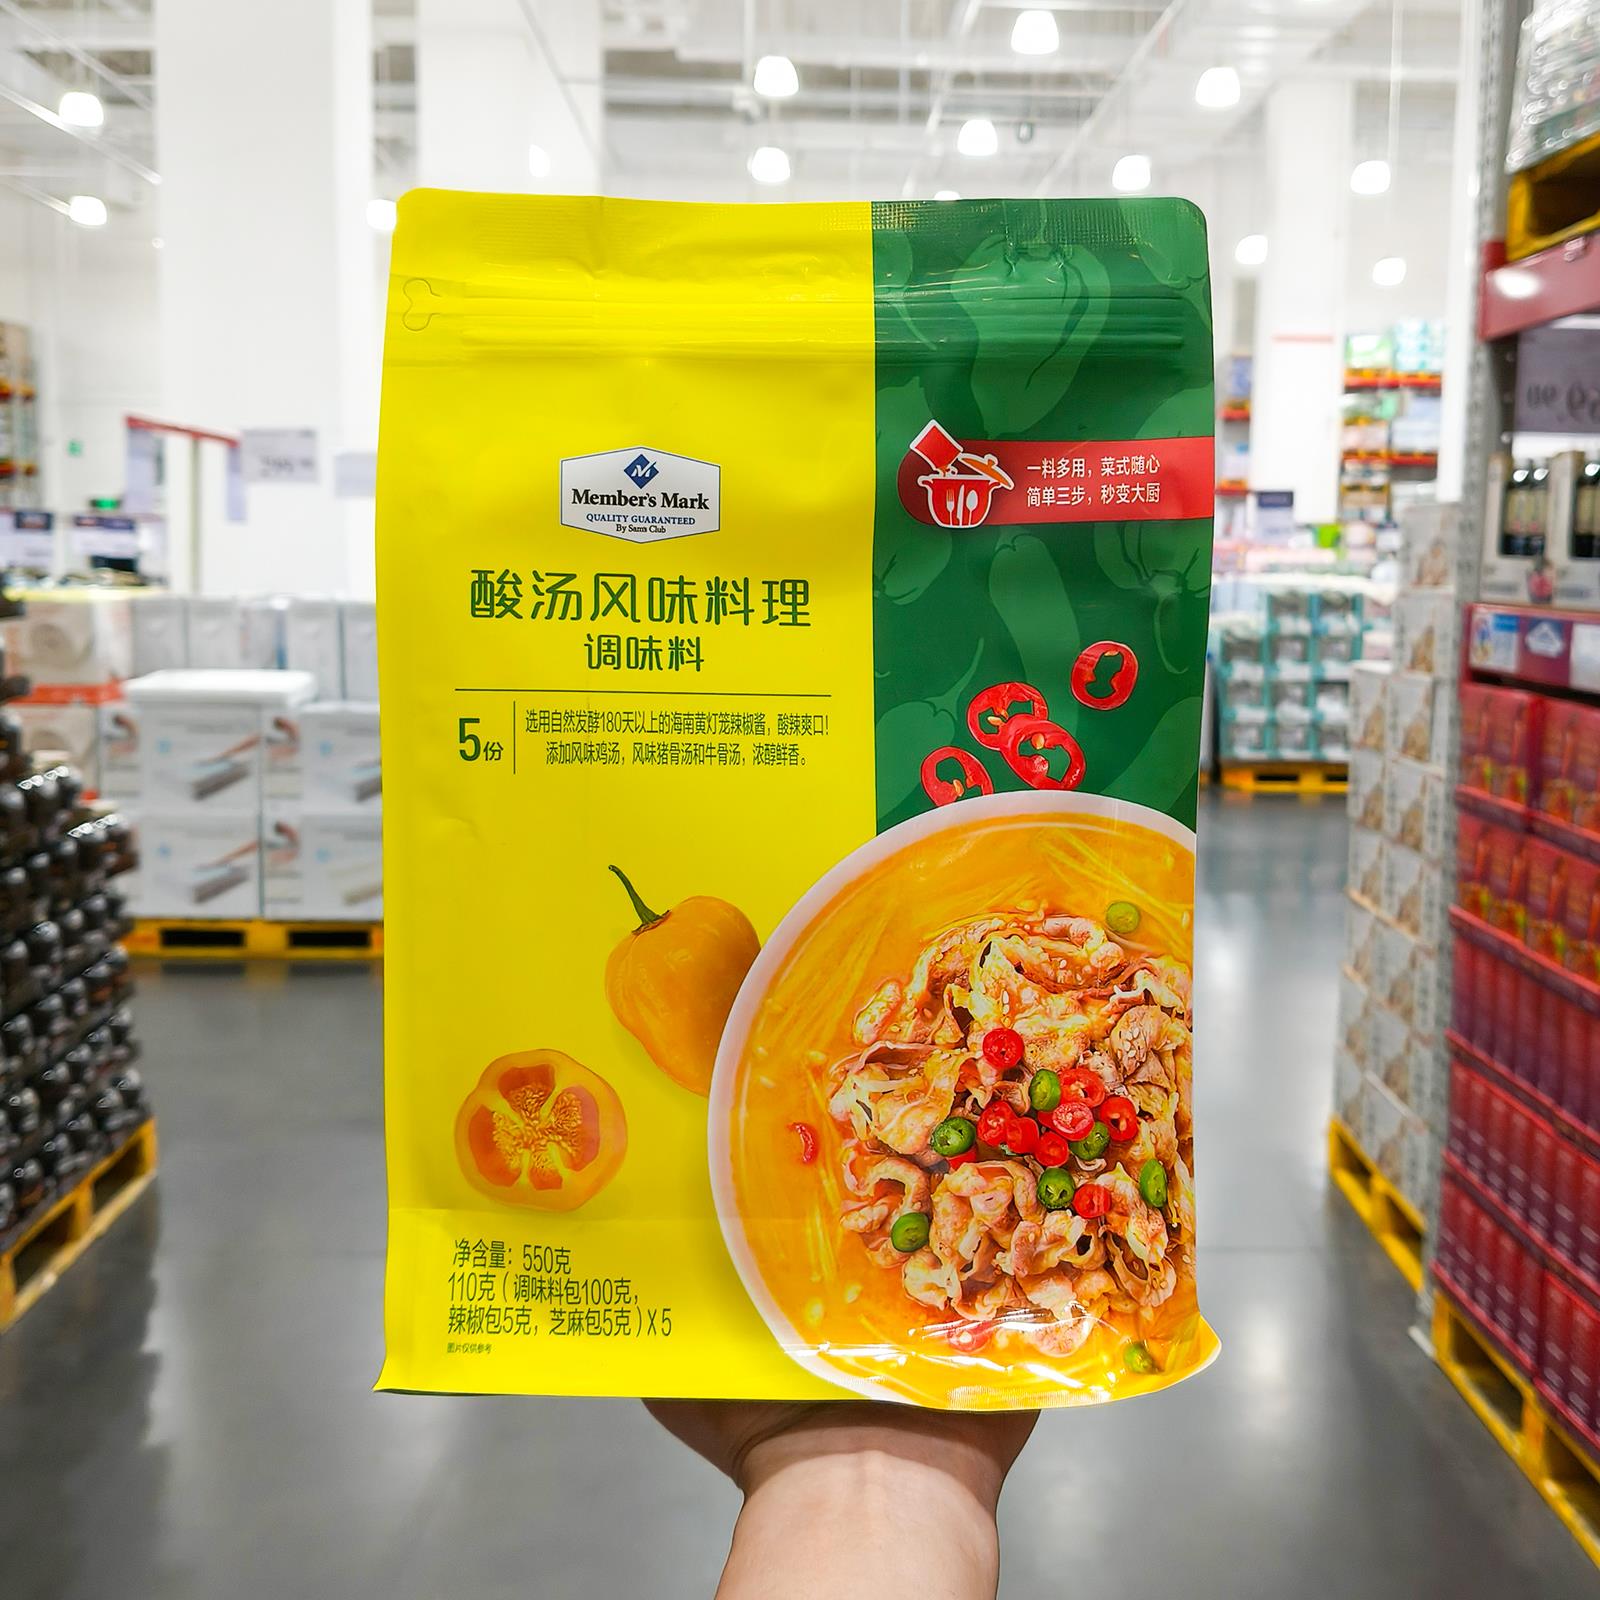 Member's Mark
QUALITY GUARANTEED
By Sam's Club
一料多用，菜式随心
简单三步，秒变大厨
酸汤风味料理
调味料
5份
选用自然发酵180天以上的海南黄灯笼辣椒酱，酸辣爽口！
添加风味鸡汤，风味猪骨汤和牛骨汤，浓醇鲜香。
净含量：550克
110克（调味料包100克，
辣椒包5克，芝麻包5克）X5
图片仅供参考